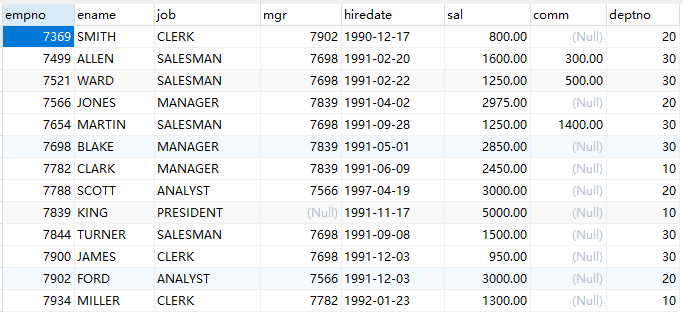 empno ename job mgr hiredate sal comm deptno
7369 SMITH CLERK 7902 1990-12-17 800.00 (Null) 20
7499 ALLEN SALESMAN 7698 1991-02-20 1600.00 300.00 30
7521 WARD SALESMAN 7698 1991-02-22 1250.00 500.00 30
7566 JONES MANAGER 7839 1991-04-02 2975.00 (Null) 20
7654 MARTIN SALESMAN 7698 1991-09-28 1250.00 1400.00 30
7698 BLAKE MANAGER 7839 1991-05-01 2850.00 (Null) 30
7782 CLARK MANAGER 7839 1991-06-09 2450.00 (Null) 10
7788 SCOTT ANALYST 7566 1997-04-19 3000.00 (Null) 20
7839 KING PRESIDENT (Null) 1991-11-17 5000.00 (Null) 10
7844 TURNER SALESMAN 7698 1991-09-08 1500.00 (Null) 30
7900 JAMES CLERK 7698 1991-12-03 950.00 (Null) 30
7902 FORD ANALYST 7566 1991-12-03 3000.00 (Null) 20
7934 MILLER CLERK 7782 1992-01-23 1300.00 (Null) 10